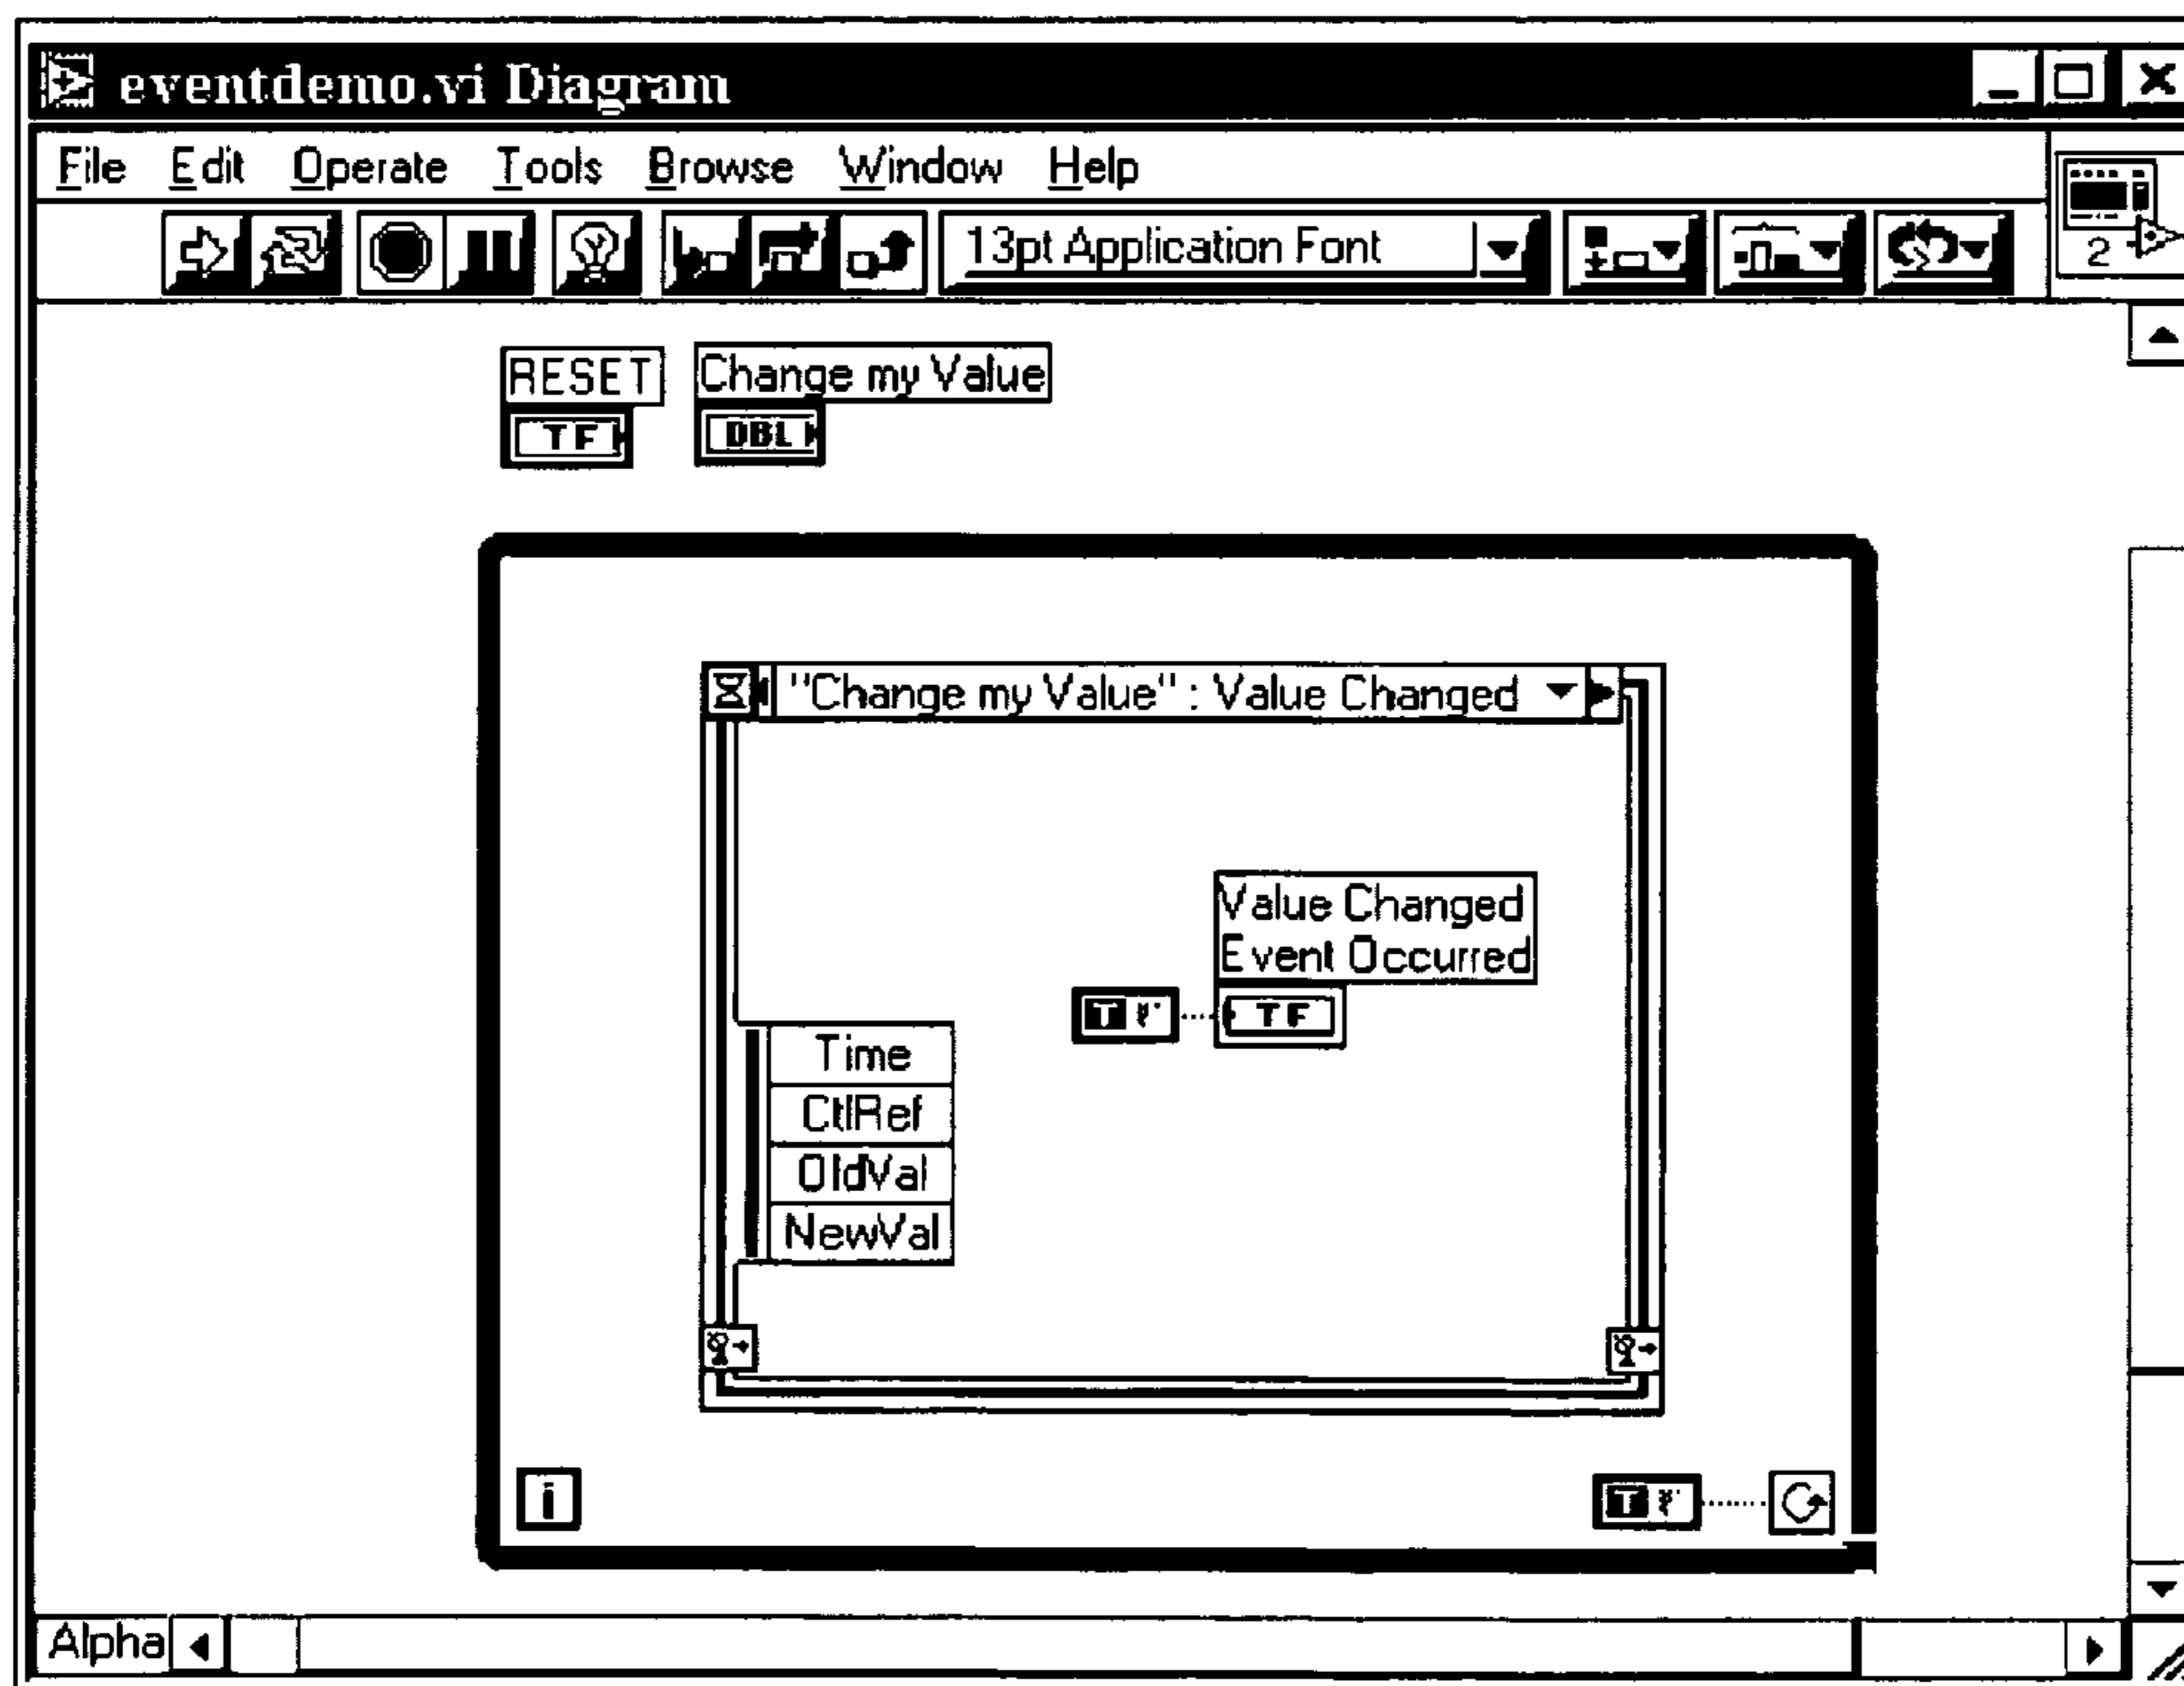 eventdemo.vi Diagram
File Edit Operate Tools Browse Window Help
13pt Application Font
2
RESET
Change my Value
TF
DBL
"Change my Value" : Value Changed
Value Changed
Event Occurred
T
TF
Time
CtlRef
OldVal
NewVal
i
T
Alpha